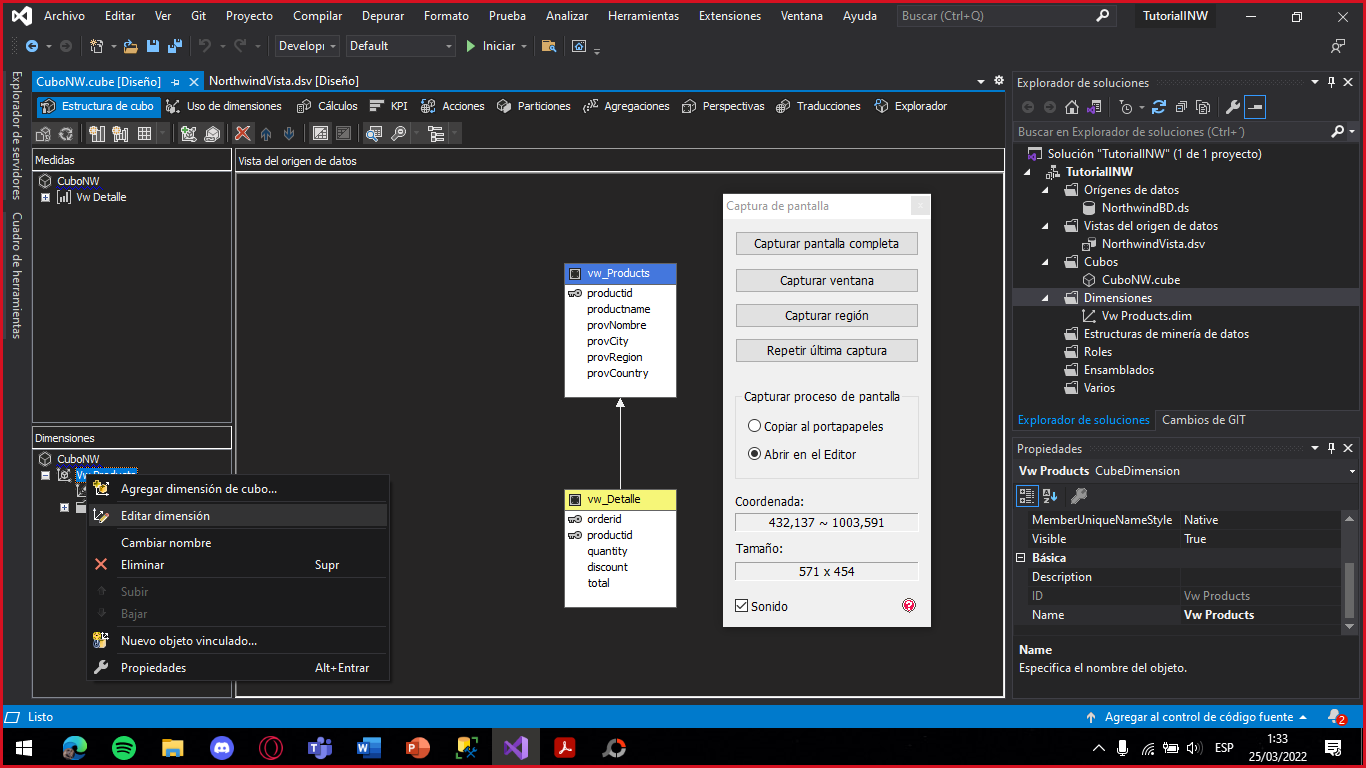 Archivo Editar Ver Git Proyecto Compilar Depurar Formato Prueba Analizar Herramientas Extensiones Ventana Ayuda Buscar (Ctrl+Q) TutorialINW
Developi Default Iniciar
Explorador de servidores
Cuadro de herramientas
CuboNW.cube [Diseño] NorthwindVista.dsv [Diseño]
Estructura de cubo Uso de dimensiones Cálculos KPI Acciones Particiones Agregaciones Perspectivas Traducciones Explorador
Medidas
CuboNW
Vw Detalle
Dimensiones
CuboNW
Vw Products
Agregar dimensión de cubo...
Editar dimensión
Cambiar nombre
Eliminar Supr
Subir
Bajar
Nuevo objeto vinculado...
Propiedades Alt+Entrar
Vista del origen de datos
vw_Products
productid
productname
provNombre
provCity
provRegion
provCountry
vw_Detalle
orderid
productid
quantity
discount
total
Captura de pantalla
Capturar pantalla completa
Capturar ventana
Capturar región
Repetir última captura
Capturar proceso de pantalla
Copiar al portapapeles
Abrir en el Editor
Coordenada:
432,137 ~ 1003,591
Tamaño:
571 x 454
Sonido
Explorador de soluciones
Buscar en Explorador de soluciones (Ctrl+´)
Solución "TutorialINW" (1 de 1 proyecto)
TutorialINW
Orígenes de datos
NorthwindBD.ds
Vistas del origen de datos
NorthwindVista.dsv
Cubos
CuboNW.cube
Dimensiones
Vw Products.dim
Estructuras de minería de datos
Roles
Ensamblados
Varios
Explorador de soluciones Cambios de GIT
Propiedades
Vw Products CubeDimension
MemberUniqueNameStyle Native
Visible True
Básica
Description
ID Vw Products
Name Vw Products
Name
Especifica el nombre del objeto.
Listo Agregar al control de código fuente 2
ESP 1:33
25/03/2022